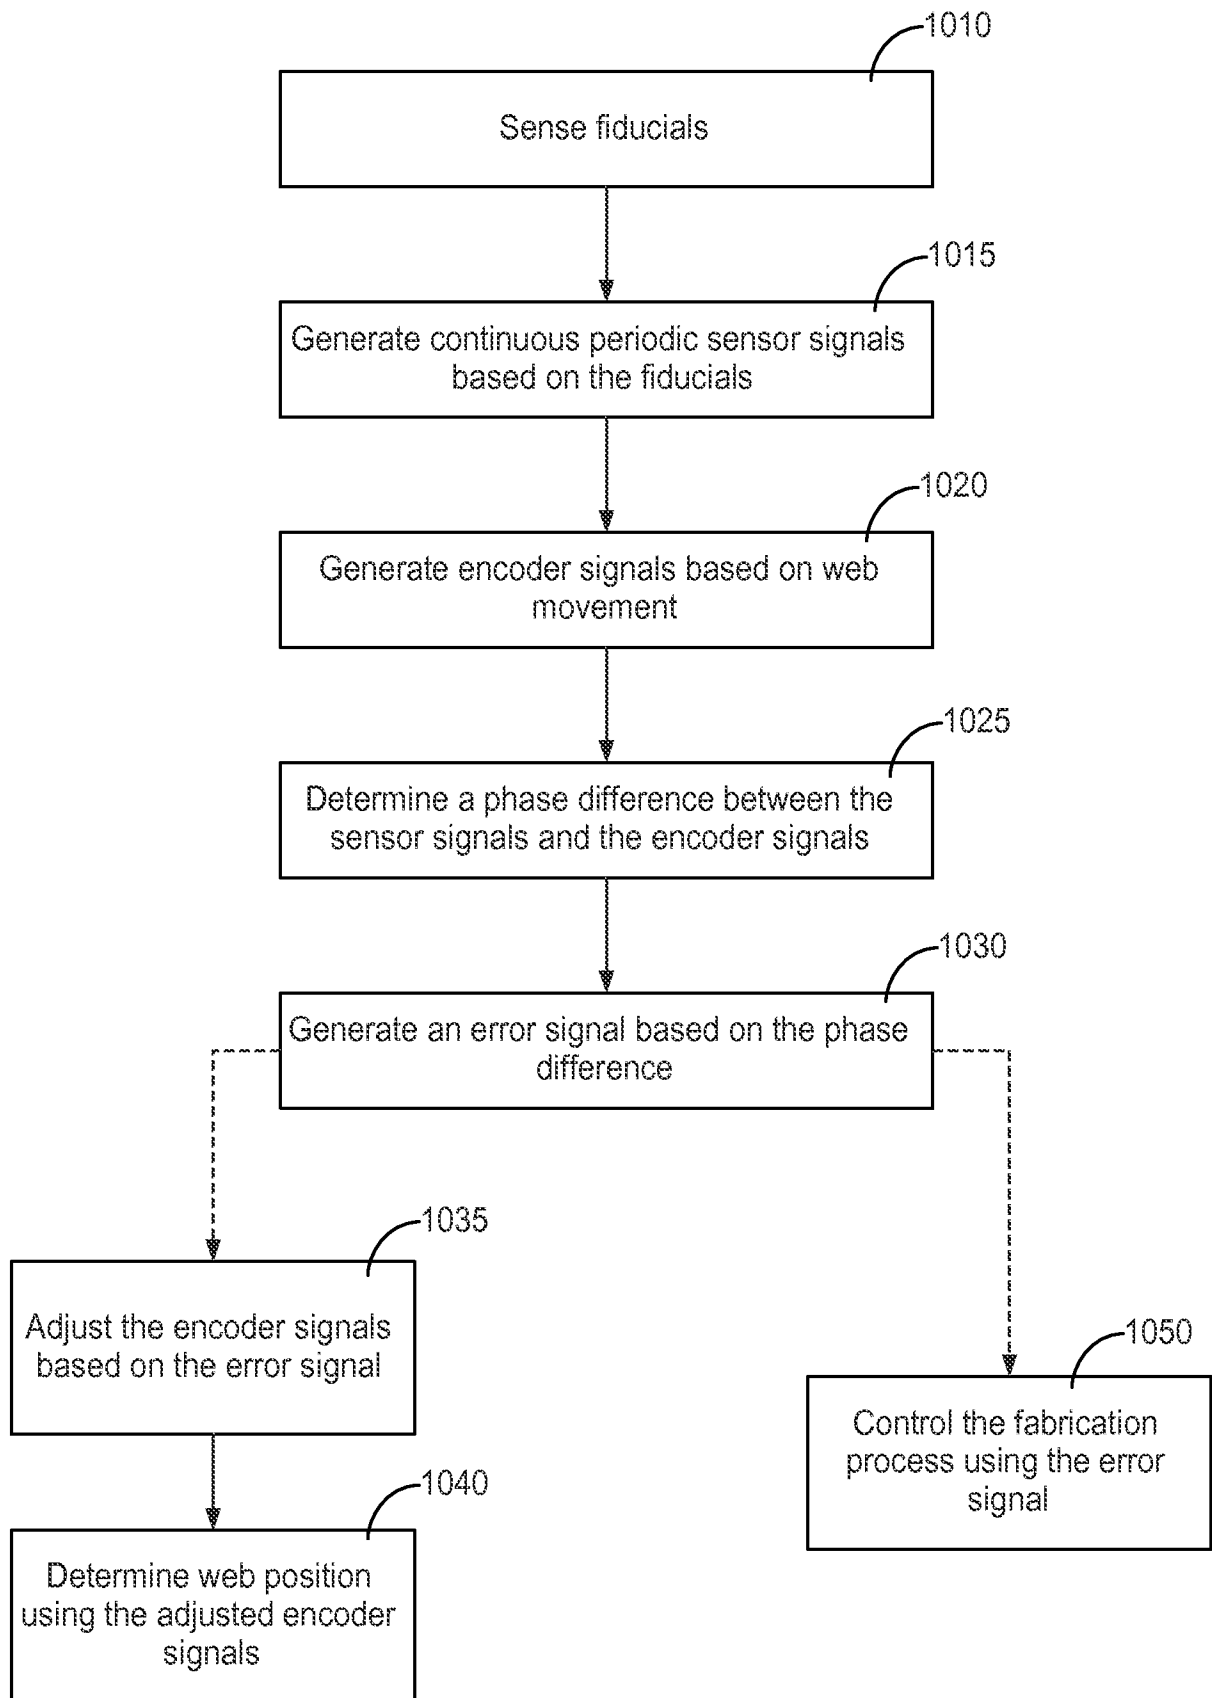 1010
Sense fiducials
1015
Generate continuous periodic sensor signals
based on the fiducials
1020
Generate encoder signals based on web
movement
1025
Determine a phase difference between the
sensor signals and the encoder signals
1030
Generate an error signal based on the phase
difference
1035
Adjust the encoder signals
based on the error signal
1050
Control the fabrication
process using the error
signal
1040
Determine web position
using the adjusted encoder
signals